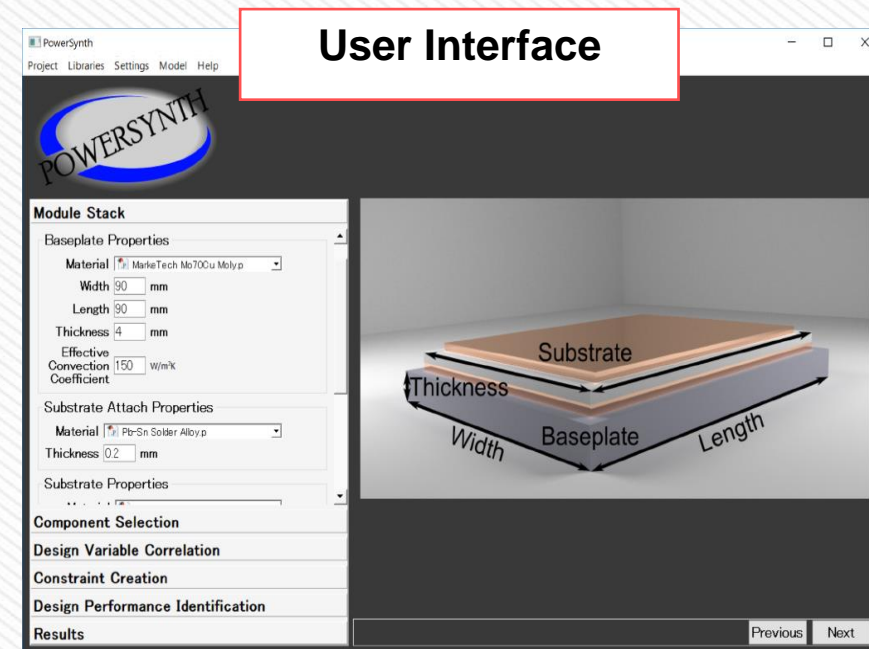 User Interface
PowerSynth
Project Libraries Settings Model Help
POWERSYNTH
Module Stack
Baseplate Properties
Material MarkeTech Mo70Cu Moly.p
Width 90 mm
Length 90 mm
Thickness 4 mm
Effective
Convection 150 W/m²K
Coefficient
Substrate Attach Properties
Material Pb-Sn Solder Alloy.p
Thickness 0.2 mm
Substrate Properties
Component Selection
Design Variable Correlation
Constraint Creation
Design Performance Identification
Results
Substrate
Thickness
Width
Baseplate
Length
Previous Next